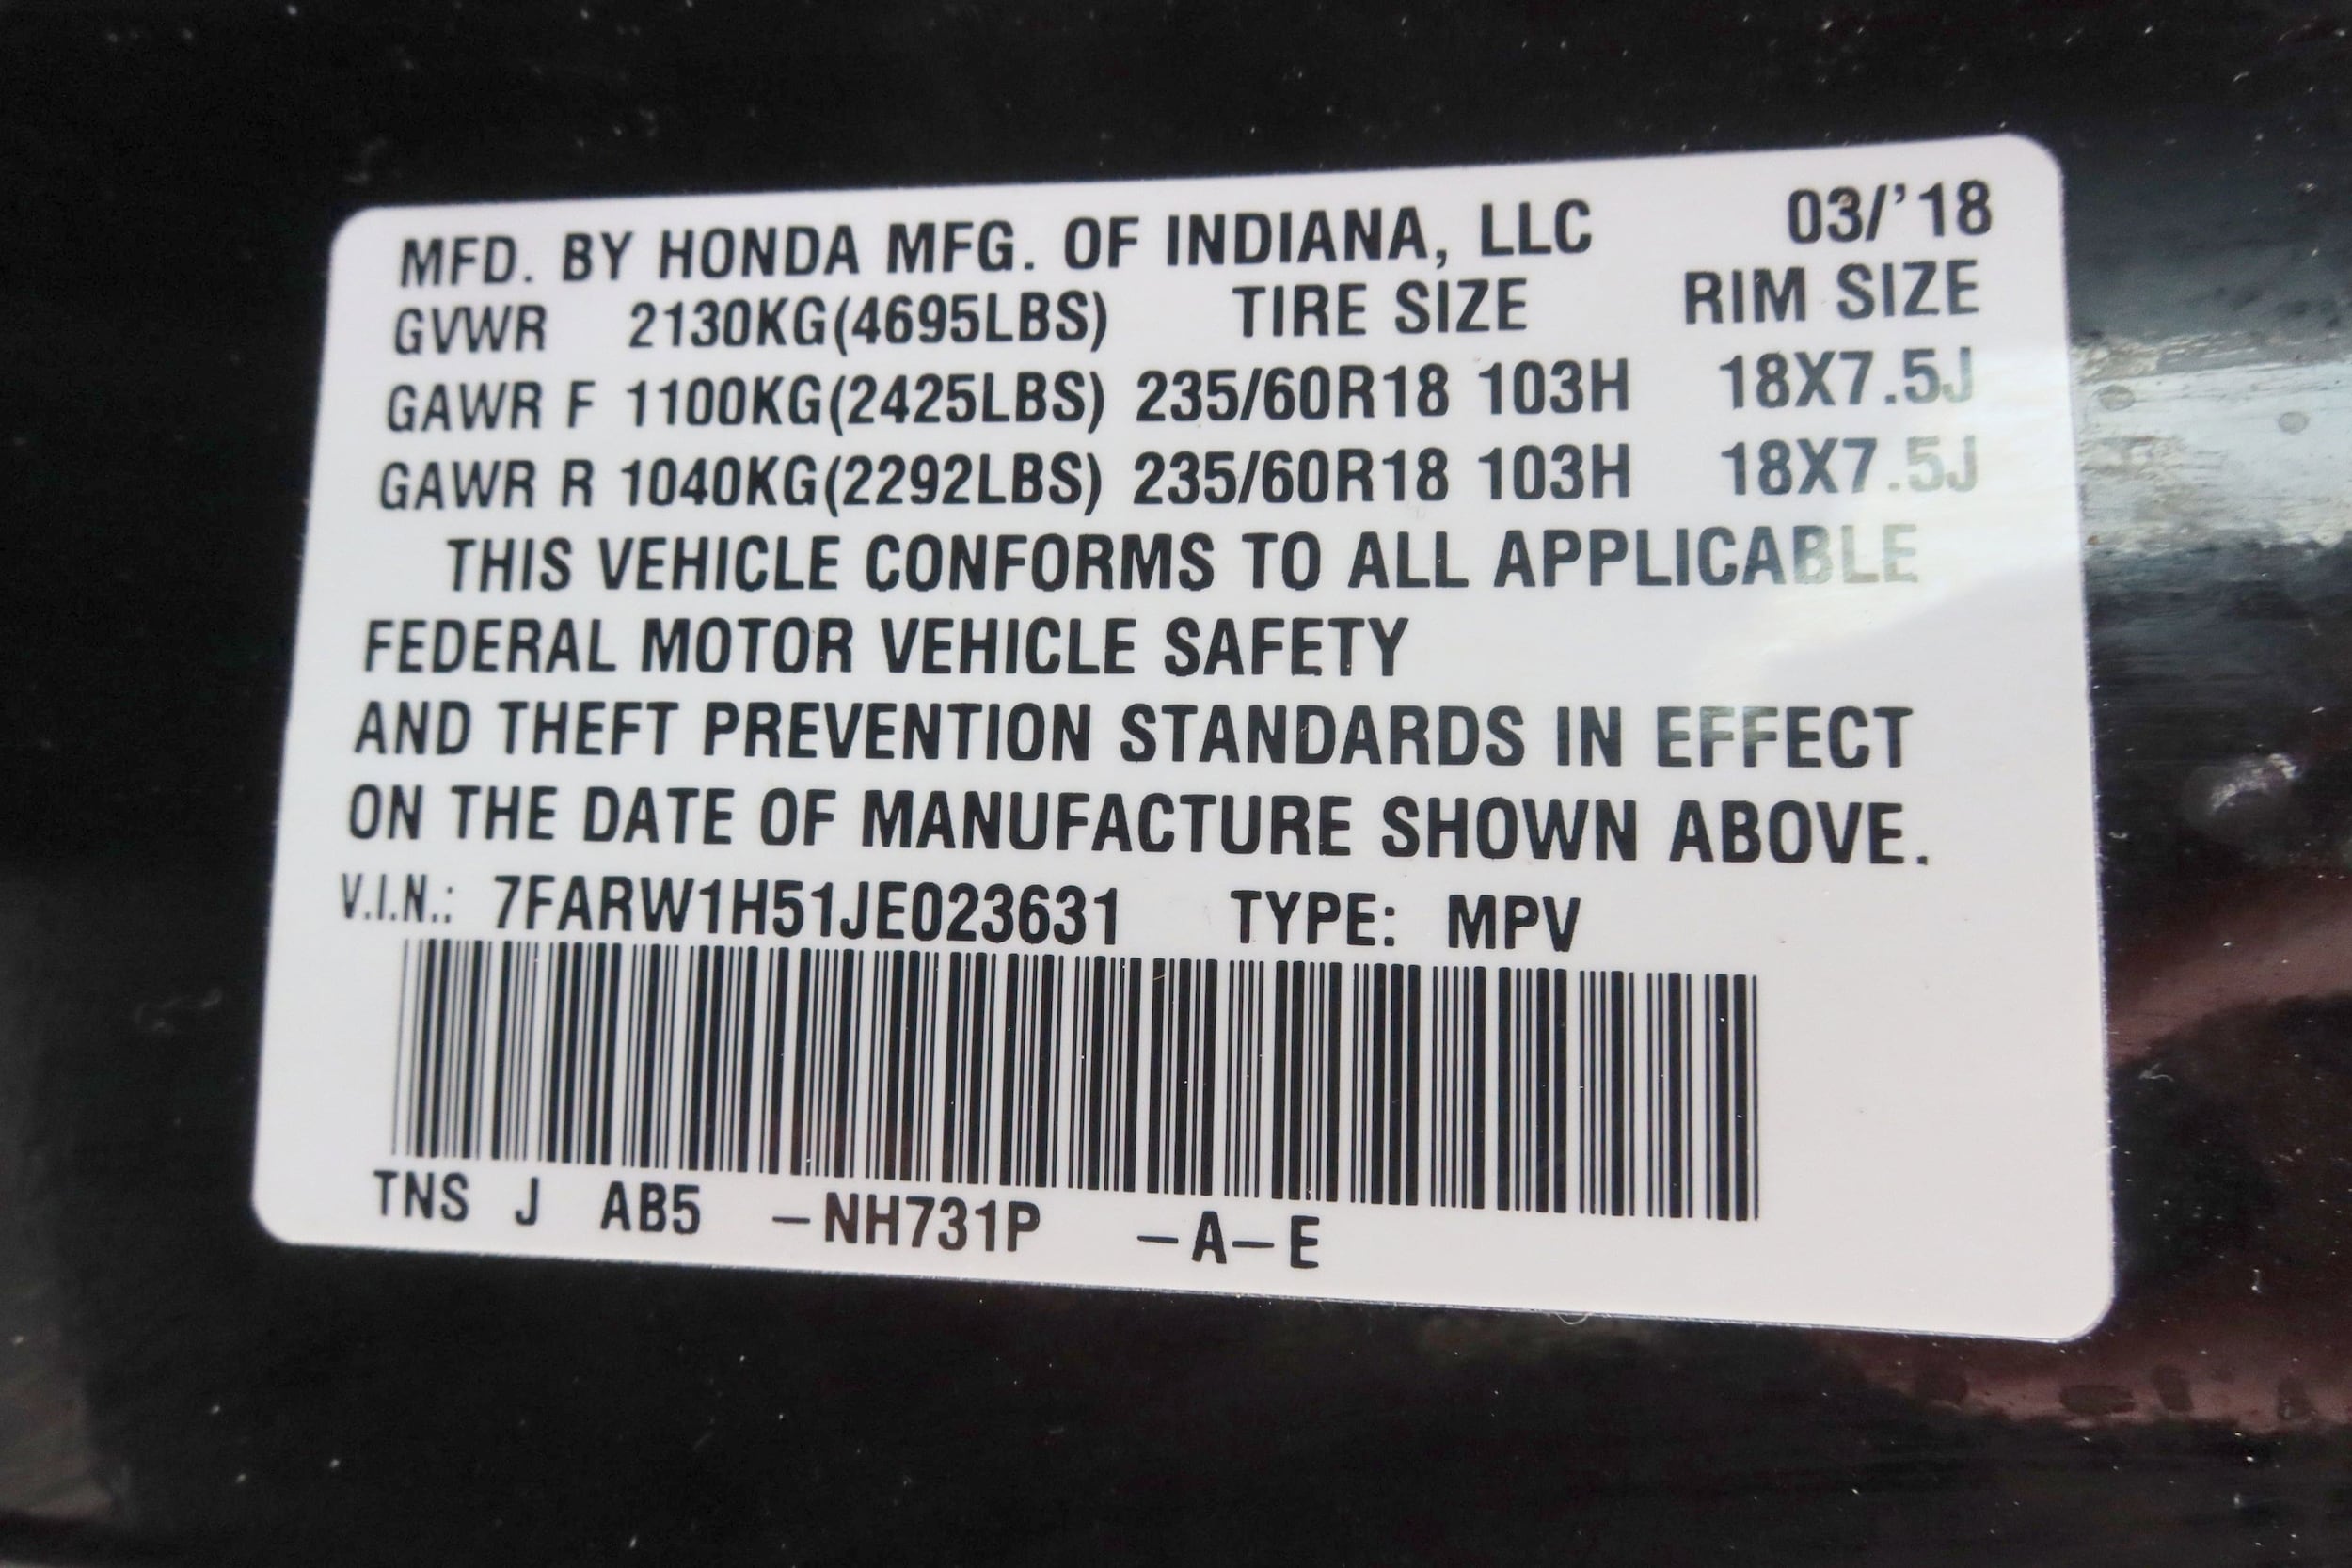 MFD. BY HONDA MFG. OF INDIANA, LLC 03/'18
GVWR 2130KG(4695LBS) TIRE SIZE RIM SIZE
GAWR F 1100KG(2425LBS) 235/60R18 103H 18X7.5J
GAWR R 1040KG(2292LBS) 235/60R18 103H 18X7.5J
THIS VEHICLE CONFORMS TO ALL APPLICABLE
FEDERAL MOTOR VEHICLE SAFETY
AND THEFT PREVENTION STANDARDS IN EFFECT
ON THE DATE OF MANUFACTURE SHOWN ABOVE.
V.I.N.: 7FARW1H51JE023631 TYPE: MPV
TNS J AB5 -NH731P -A-E